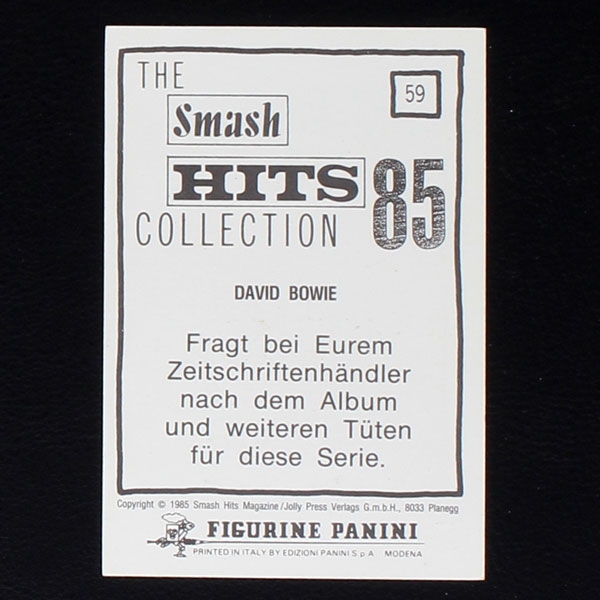 THE
59
Smash
HITS 85
COLLECTION
DAVID BOWIE
Fragt bei Eurem
Zeitschriftenhändler
nach dem Album
und weiteren Tüten
für diese Serie.
Copyright © 1985 Smash Hits Magazine/Jolly Press Verlags G.m.b.H., 8033 Planegg
FIGURINE PANINI
PRINTED IN ITALY BY EDIZIONI PANINI S.p.A. MODENA